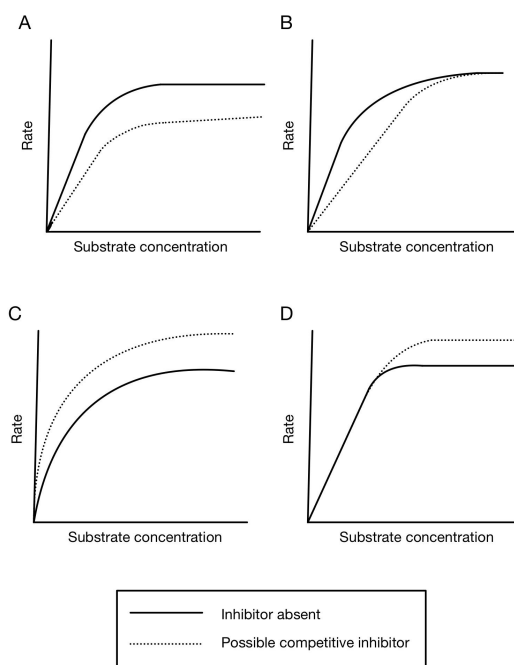 A
B
Rate
Rate
Substrate concentration
Substrate concentration
C
D
Rate
Rate
Substrate concentration
Substrate concentration
Inhibitor absent
Possible competitive inhibitor